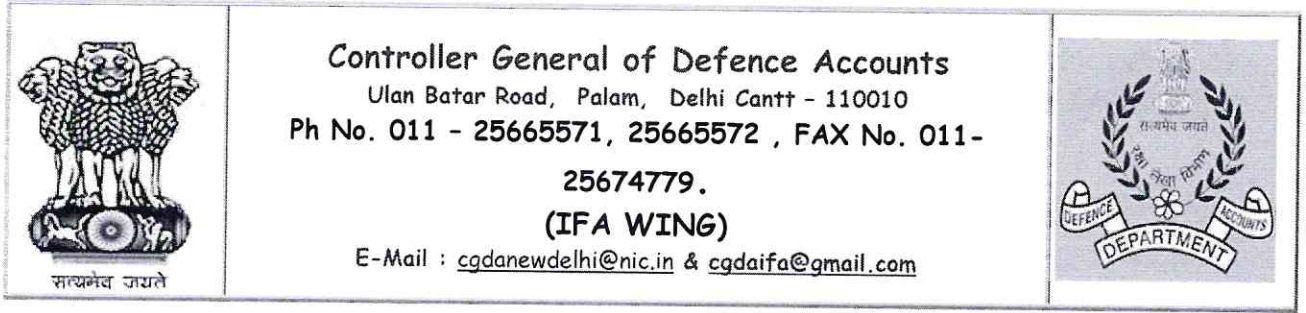 सत्यमेव जयते
Controller General of Defence Accounts
Ulan Batar Road, Palam, Delhi Cantt - 110010
Ph No. 011 - 25665571, 25665572 , FAX No. 011-
25674779.
(IFA WING)
E-Mail : cgdanewdelhi@nic.in & cgdaifa@gmail.com
सत्यमेव जयते
रक्षा लेखा विभाग
DEFENCE ACCOUNTS
DEPARTMENT